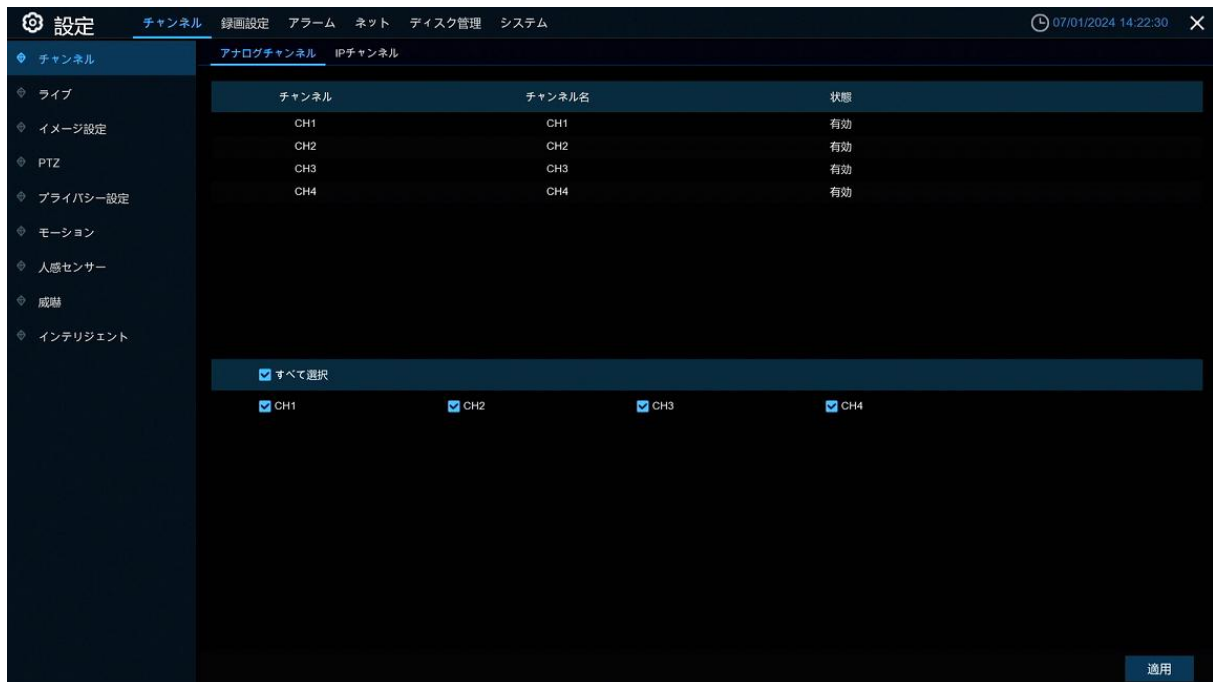 設定 チャンネル 録画設定 アラーム ネット ディスク管理 システム 07/01/2024 14:22:30
チャンネル
ライブ
イメージ設定
PTZ
プライバシー設定
モーション
人感センサー
威嚇
インテリジェント
アナログチャンネル IPチャンネル
チャンネル チャンネル名 状態
CH1 CH1 有効
CH2 CH2 有効
CH3 CH3 有効
CH4 CH4 有効
すべて選択
CH1 CH2 CH3 CH4
適用